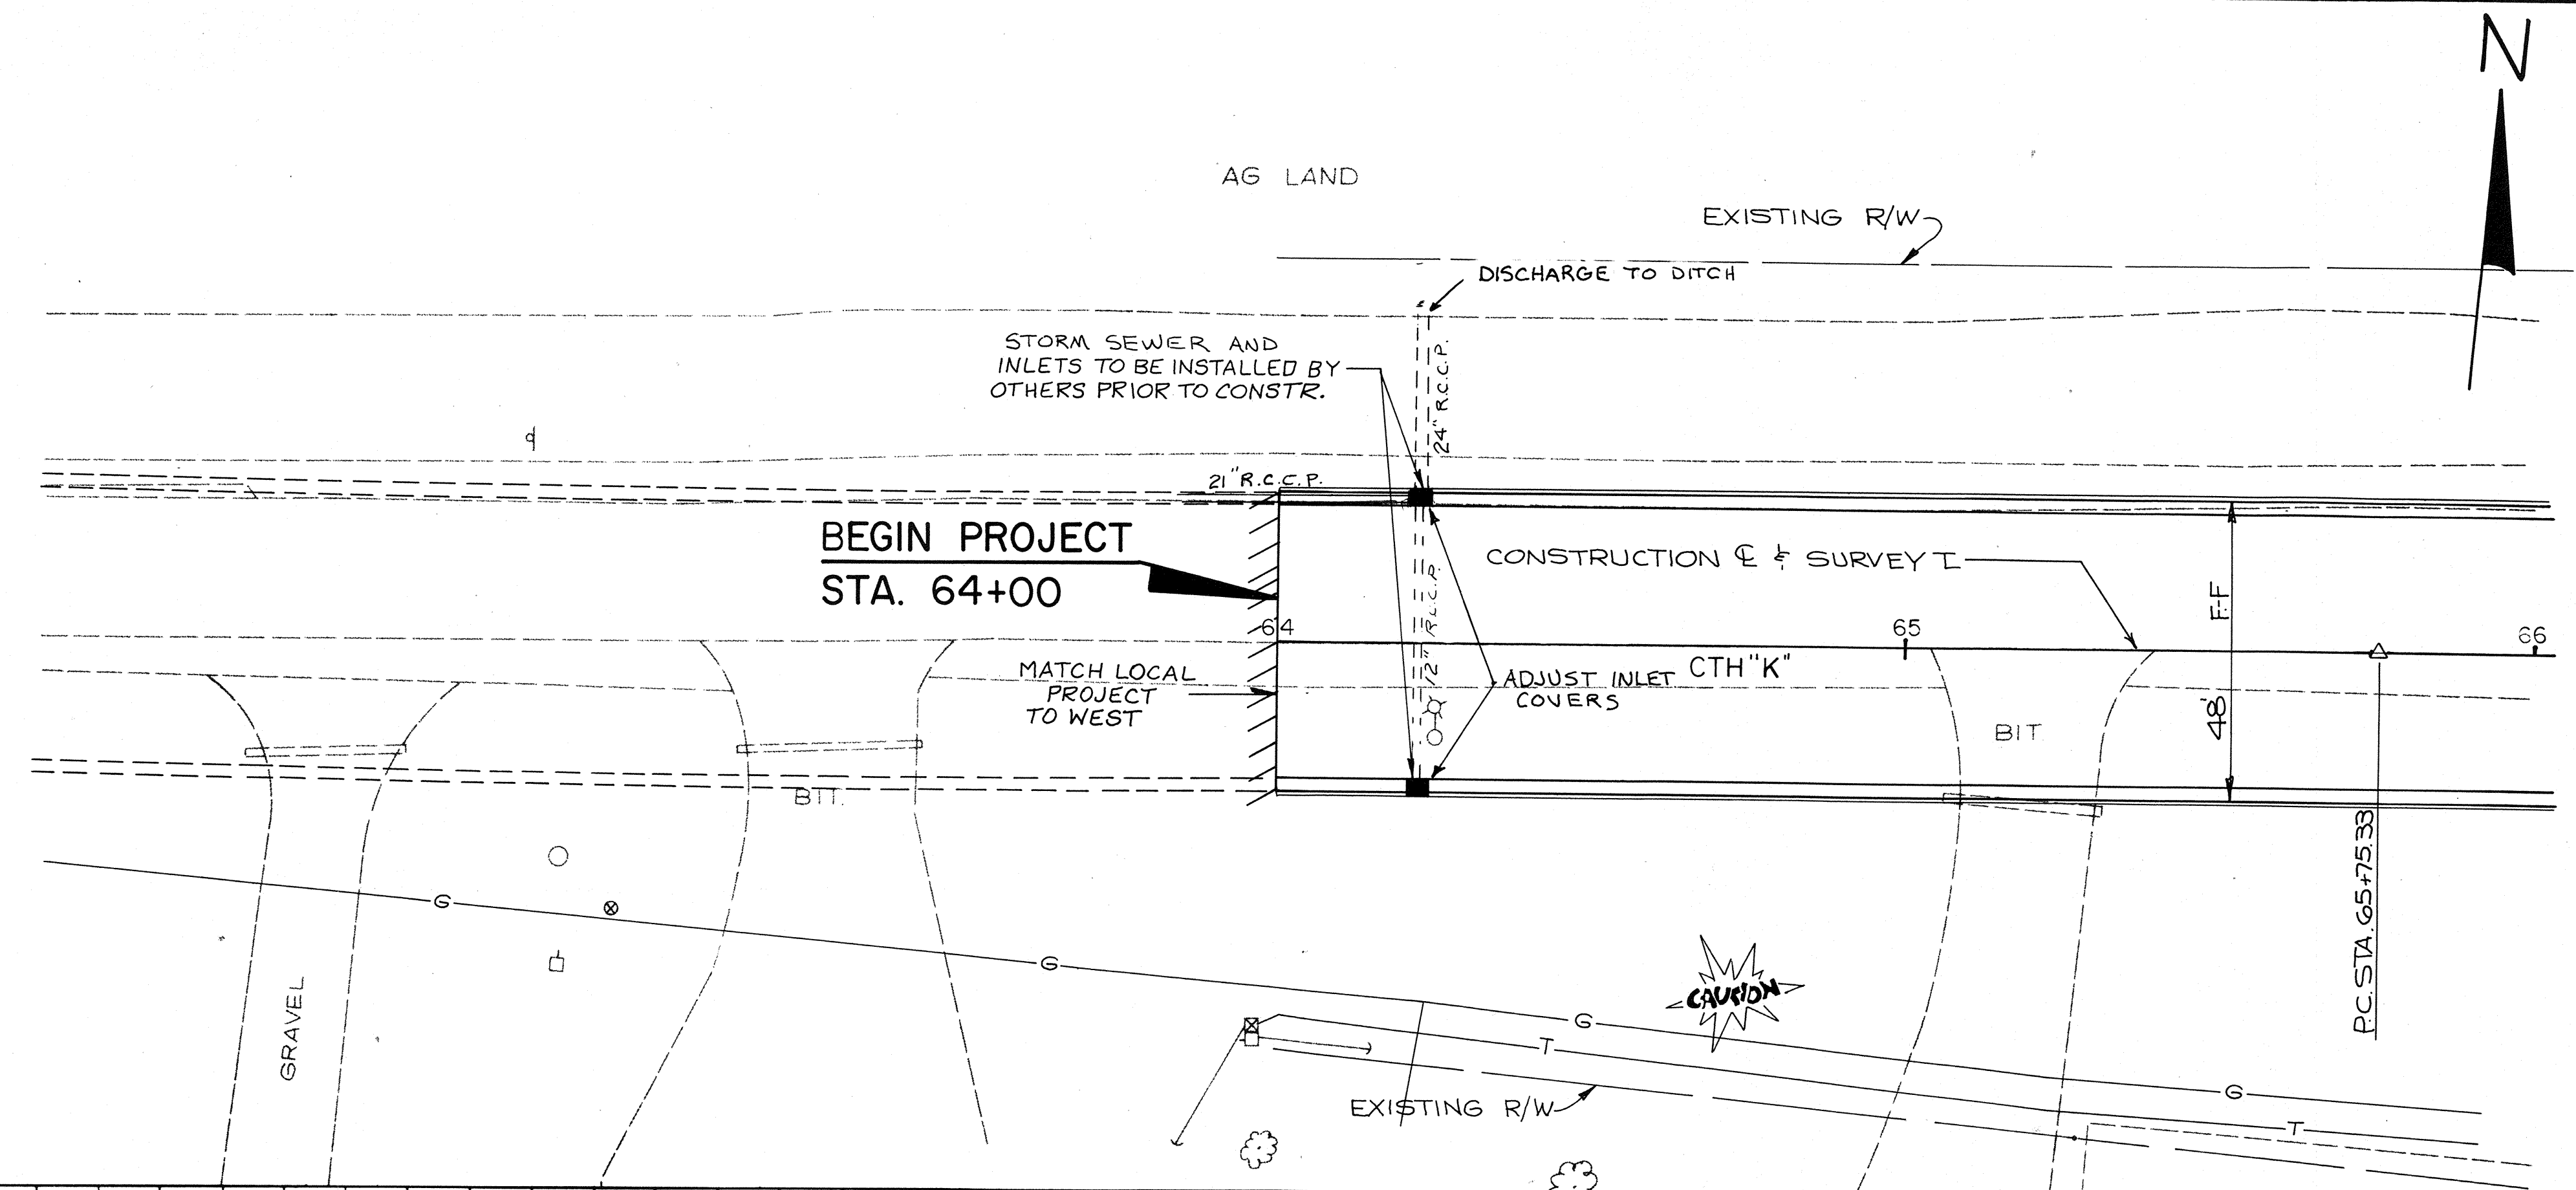 N
AG LAND
EXISTING R/W
DISCHARGE TO DITCH
STORM SEWER AND
INLETS TO BE INSTALLED BY
OTHERS PRIOR TO CONSTR.
24" R.C.C.P.
21" R.C.C.P.
BEGIN PROJECT
STA. 64+00
CONSTRUCTION ℄ & SURVEY
12" R.C.C.P.
F-F
48'
64
65
66
MATCH LOCAL
PROJECT
TO WEST
ADJUST INLET
COVERS
CTH "K"
BIT.
BIT.
P.C. STA. 65+75.33
G
G
G
G
T
T
GRAVEL
CAUTION
EXISTING R/W